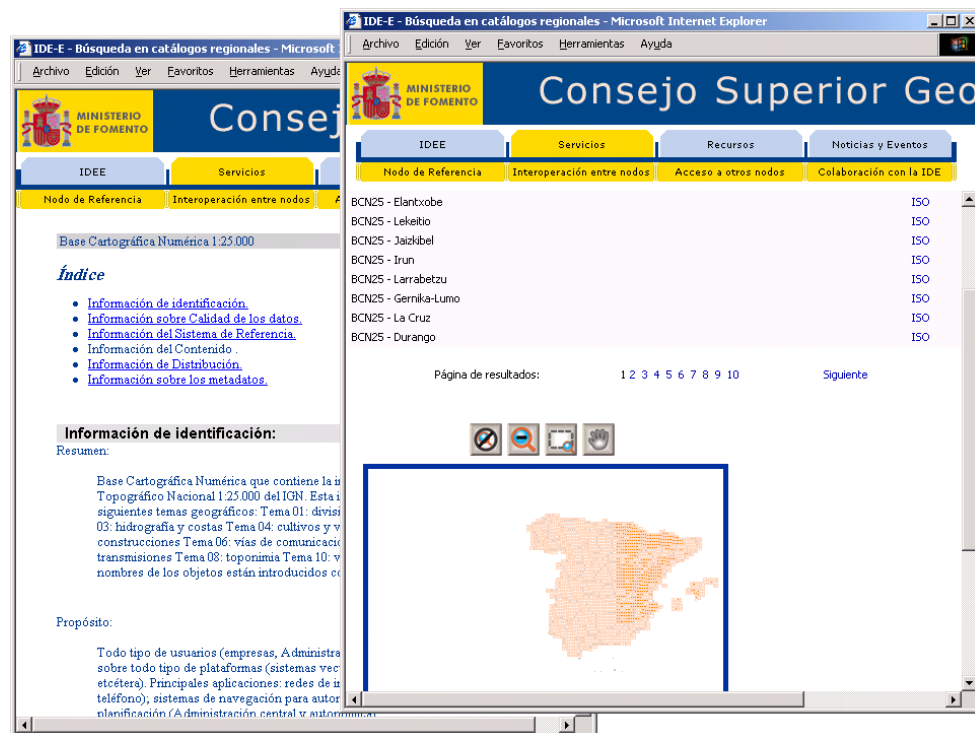 IDE-E - Búsqueda en catálogos regionales - Micros
Archivo Edición Ver Favoritos Herramientas Ayuda
MINISTERIO
DE FOMENTO
Conse
IDEE Servicios
Nodo de Referencia Interoperación entre nodos A
Base Cartográfica Numérica 1:25.000
Índice
Información de identificación.
Información sobre Calidad de los datos.
Información del Sistema de Referencia.
Información del Contenido .
Información de Distribución.
Información sobre los metadatos.
Información de identificación:
Resumen:
Base Cartográfica Numérica que contiene la i
Topográfico Nacional 1:25.000 del IGN. Esta i
siguientes temas geográficos: Tema 01: divisi
03: hidrografía y costas Tema 04: cultivos y v
construcciones Tema 06: vías de comunicaci
transmisiones Tema 08: toponimia Tema 10: v
nombres de los objetos están introducidos c
Propósito:
Todo tipo de usuarios (empresas, Administra
sobre todo tipo de plataformas (sistemas vec
etcétera). Principales aplicaciones: redes de i
teléfono); sistemas de navegación para autor
planificación (Administración central y autonómica)
IDE-E - Búsqueda en catálogos regionales - Microsoft Internet Explorer
Archivo Edición Ver Favoritos Herramientas Ayuda
MINISTERIO
DE FOMENTO
Consejo Superior Geo
IDEE Servicios Recursos Noticias y Eventos
Nodo de Referencia Interoperación entre nodos Acceso a otros nodos Colaboración con la IDE
BCN25 - Elantxobe ISO
BCN25 - Lekeitio ISO
BCN25 - Jaizkibel ISO
BCN25 - Irun ISO
BCN25 - Larrabetzu ISO
BCN25 - Gernika-Lumo ISO
BCN25 - La Cruz ISO
BCN25 - Durango ISO
Página de resultados: 1 2 3 4 5 6 7 8 9 10 Siguiente